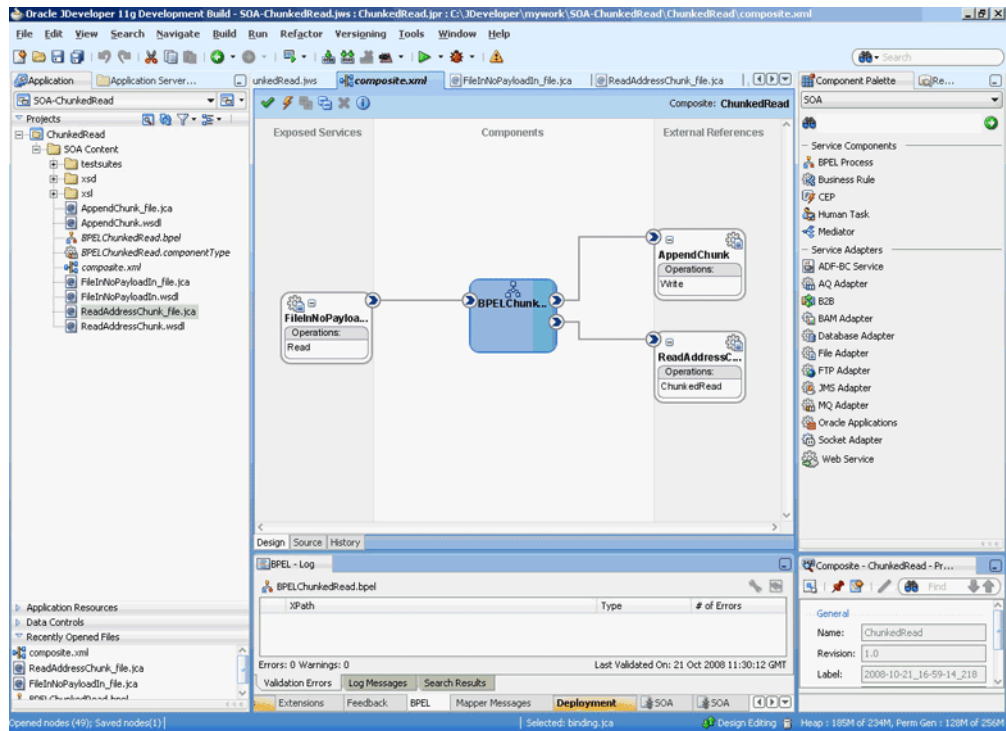 Oracle JDeveloper 11g Development Build - SOA-ChunkedRead.jws : ChunkedRead.jpr : C:\JDeveloper\mywork\SOA-ChunkedRead\ChunkedRead\composite.xml
File Edit View Search Navigate Build Run Refactor Versioning Tools Window Help
Search
Application
Application Server...
unkedRead.jws
composite.xml
FileInNoPayloadIn_file.jca
ReadAddressChunk_file.jca
Component Palette
Re...
SOA-ChunkedRead
Composite: ChunkedRead
SOA
Projects
ChunkedRead
SOA Content
testsuites
xsd
xsl
AppendChunk_file.jca
AppendChunk.wsdl
BPELChunkedRead.bpel
BPELChunkedRead.componentType
composite.xml
FileInNoPayloadIn_file.jca
FileInNoPayloadIn.wsdl
ReadAddressChunk_file.jca
ReadAddressChunk.wsdl
Exposed Services
Components
External References
FileInNoPayloa...
Operations:
Read
BPELChunk...
AppendChunk
Operations:
Write
ReadAddressC...
Operations:
ChunkedRead
Service Components
BPEL Process
Business Rule
CEP
Human Task
Mediator
Service Adapters
ADF-BC Service
AQ Adapter
B2B
BAM Adapter
Database Adapter
File Adapter
FTP Adapter
JMS Adapter
MQ Adapter
Oracle Applications
Socket Adapter
Web Service
Design Source History
BPEL - Log
BPELChunkedRead.bpel
XPath Type # of Errors
Errors: 0 Warnings: 0
Last Validated On: 21 Oct 2008 11:30:12 GMT
Validation Errors Log Messages Search Results
Extensions Feedback BPEL Mapper Messages Deployment SOA SOA
Application Resources
Data Controls
Recently Opened Files
composite.xml
ReadAddressChunk_file.jca
FileInNoPayloadIn_file.jca
BPELChunkedRead.bpel
Composite - ChunkedRead - Pr...
Find
General
Name: ChunkedRead
Revision: 1.0
Label: 2008-10-21_16-59-14_218
Opened nodes (49); Saved nodes(1)
Selected: binding.jca
Design Editing
Heap : 185M of 234M, Perm Gen : 128M of 256M